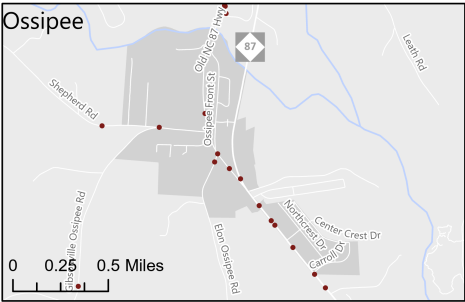 Ossipee
Old NC 87 Hwy
87
Leath Rd
Shepherd Rd
Ossipee Front St
Gibsonville Ossipee Rd
Elon Ossipee Rd
Northcrest Dr
Center Crest Dr
Carroll Dr
0 0.25 0.5 Miles